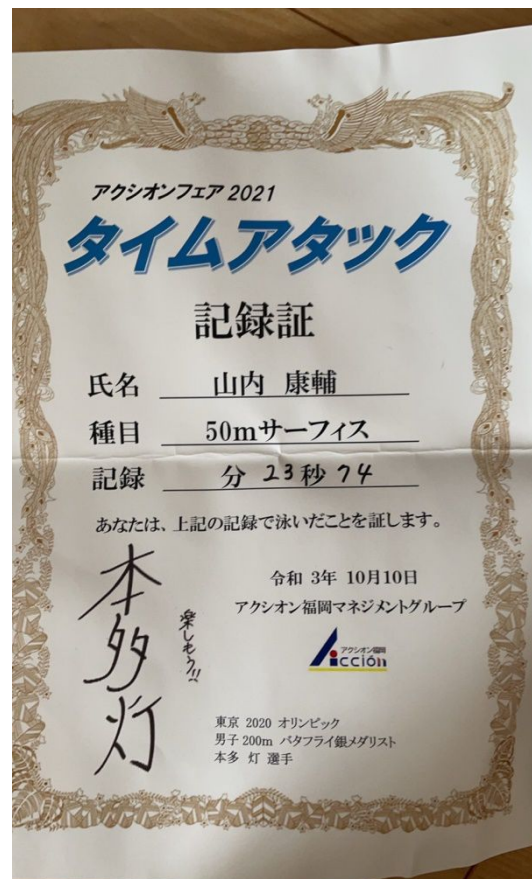 アクシオンフェア 2021
タイムアタック
記録証
氏名 山内 康輔
種目 50mサーフィス
記録 分 23秒 74
あなたは、上記の記録で泳いだことを証します。
令和 3年 10月10日
アクシオン福岡マネジメントグループ
アクシオン福岡
Acción
本多灯
楽しもう!!
東京 2020 オリンピック
男子 200m バタフライ銀メダリスト
本多 灯 選手